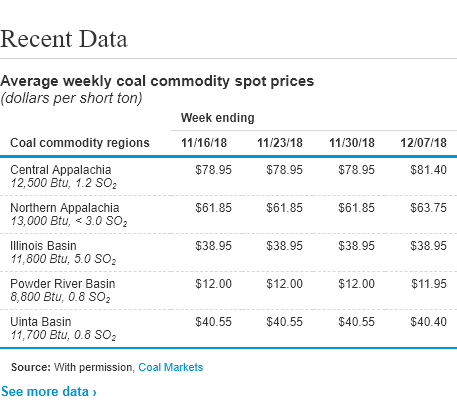 Recent Data
Average weekly coal commodity spot prices
(dollars per short ton)
Week ending
Coal commodity regions 11/16/18 11/23/18 11/30/18 12/07/18
Central Appalachia $78.95 $78.95 $78.95 $81.40
12,500 Btu, 1.2 SO₂
Northern Appalachia $61.85 $61.85 $61.85 $63.75
13,000 Btu, < 3.0 SO₂
Illinois Basin $38.95 $38.95 $38.95 $38.95
11,800 Btu, 5.0 SO₂
Powder River Basin $12.00 $12.00 $12.00 $11.95
8,800 Btu, 0.8 SO₂
Uinta Basin $40.55 $40.55 $40.55 $40.40
11,700 Btu, 0.8 SO₂
Source: With permission, Coal Markets
See more data ›